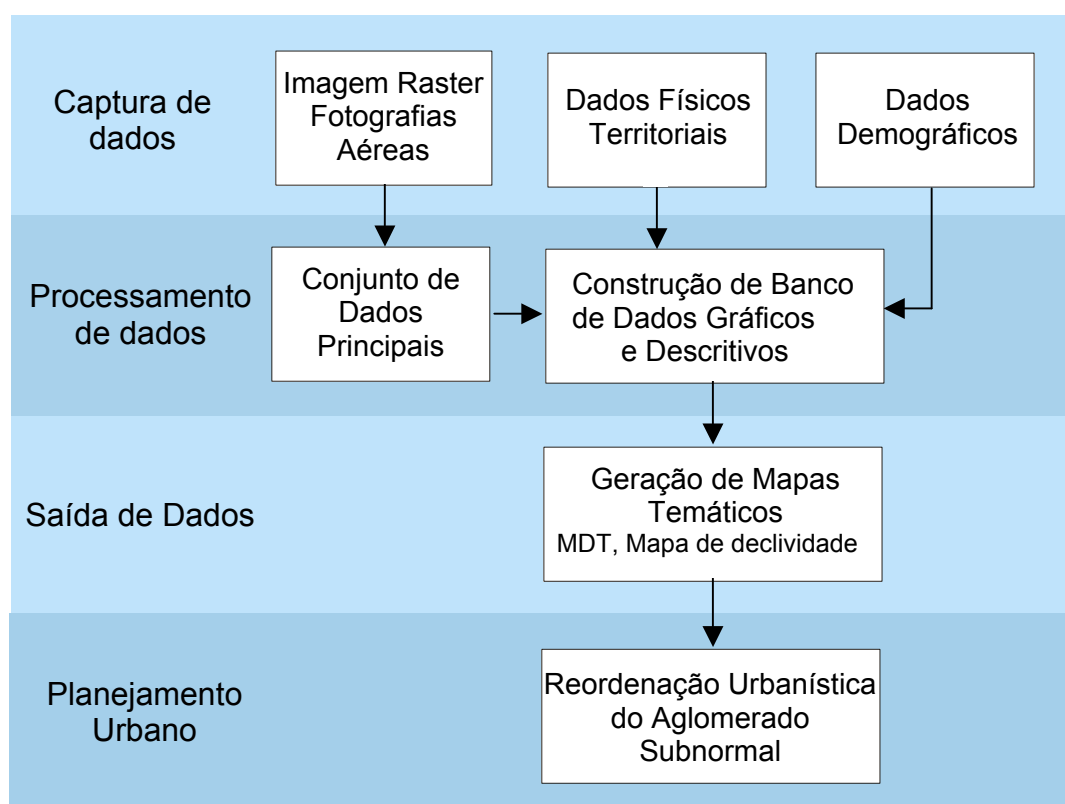 Captura de
dados
Imagem Raster
Fotografias
Aéreas
Dados Físicos
Territoriais
Dados
Demográficos
Processamento
de dados
Conjunto de
Dados
Principais
Construção de Banco
de Dados Gráficos
e Descritivos
Saída de Dados
Geração de Mapas
Temáticos
MDT, Mapa de declividade
Planejamento
Urbano
Reordenação Urbanística
do Aglomerado
Subnormal